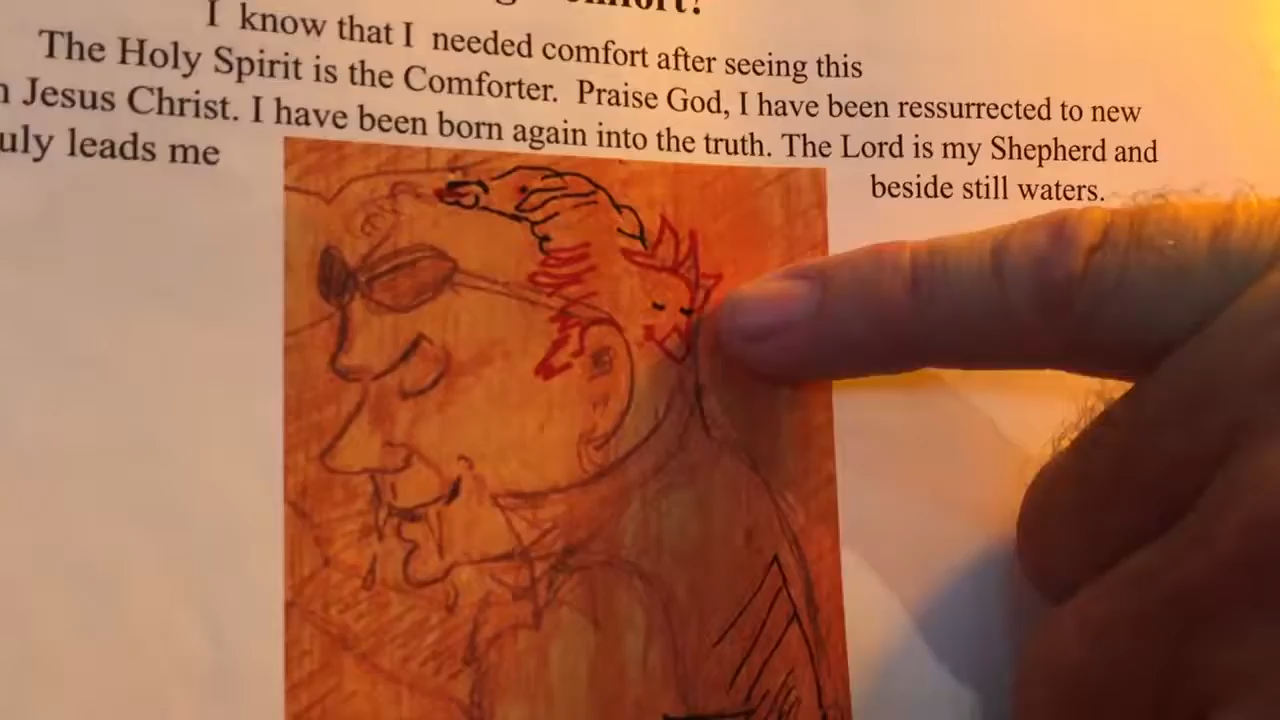 comfort?
I know that I needed comfort after seeing this
The Holy Spirit is the Comforter. Praise God, I have been ressurrected to new
Jesus Christ. I have been born again into the truth. The Lord is my Shepherd and
leads me
beside still waters.